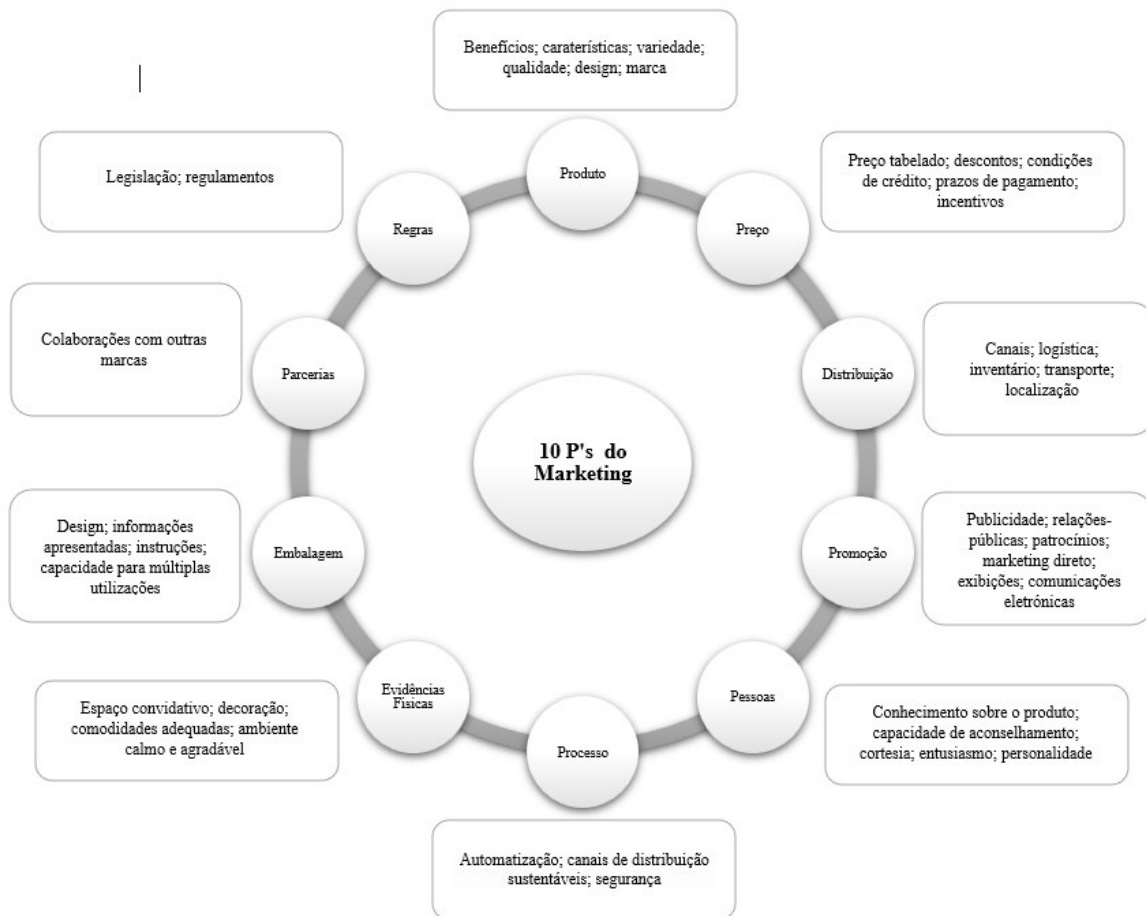 Benefícios; caraterísticas; variedade;
qualidade; design; marca
Produto
Preço tabelado; descontos; condições
de crédito; prazos de pagamento;
incentivos
Preço
Canais; logística;
inventário; transporte;
localização
Distribuição
Publicidade; relações-
públicas; patrocínios;
marketing direto;
exibições; comunicações
eletrónicas
Promoção
Conhecimento sobre o produto;
capacidade de aconselhamento;
cortesia; entusiasmo; personalidade
Pessoas
Processo
Automatização; canais de distribuição
sustentáveis; segurança
Evidências
Físicas
Espaço convidativo; decoração;
comodidades adequadas; ambiente
calmo e agradável
Embalagem
Design; informações
apresentadas; instruções;
capacidade para múltiplas
utilizações
Parcerias
Colaborações com outras
marcas
Regras
Legislação; regulamentos
10 P's do
Marketing